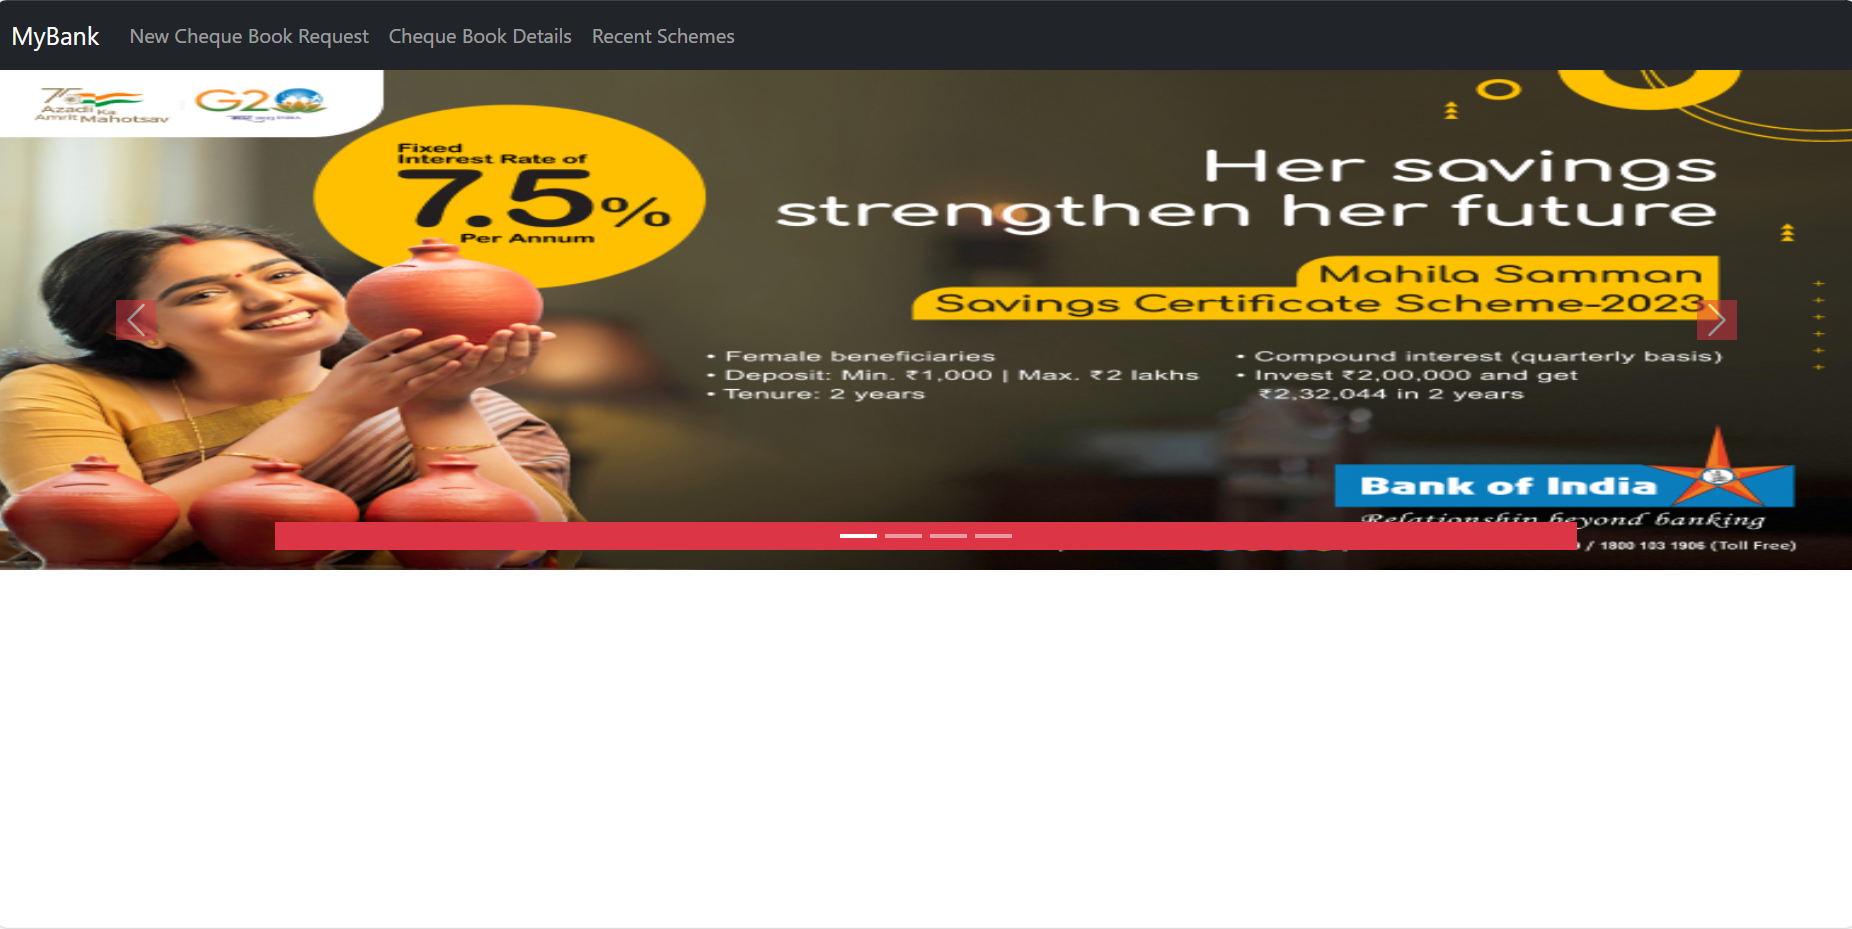 MyBank
New Cheque Book Request
Cheque Book Details
Recent Schemes
75
Azadi Ka
Amrit Mahotsav
G20
Fixed
Interest Rate of
7.5%
Per Annum
Her savings
strengthen her future
Mahila Samman
Savings Certificate Scheme-2023
• Female beneficiaries
• Deposit: Min. ₹1,000 | Max. ₹2 lakhs
• Tenure: 2 years
• Compound interest (quarterly basis)
• Invest ₹2,00,000 and get
₹2,32,044 in 2 years
Bank of India
Relationship beyond banking
/ 1800 103 1906 (Toll Free)